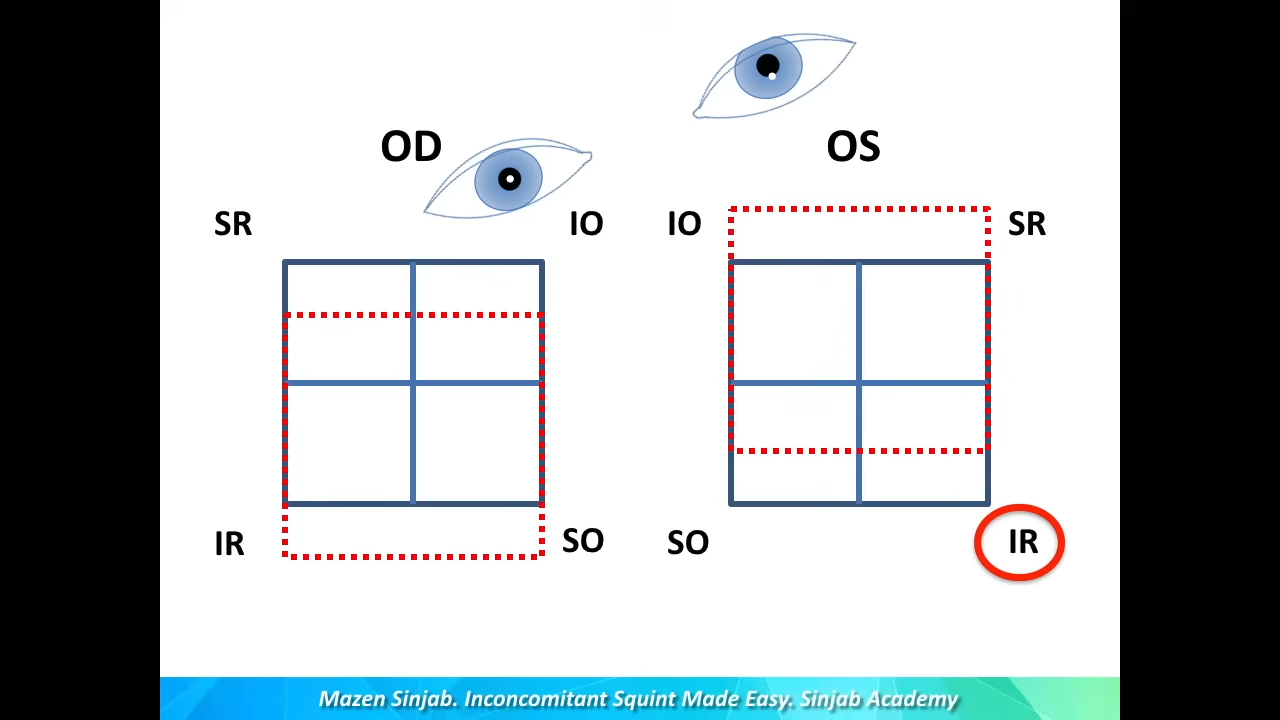 OD
OS
SR
IO
IO
SR
IR
SO
SO
IR
Mazen Sinjab. Inconcomitant Squint Made Easy. Sinjab Academy